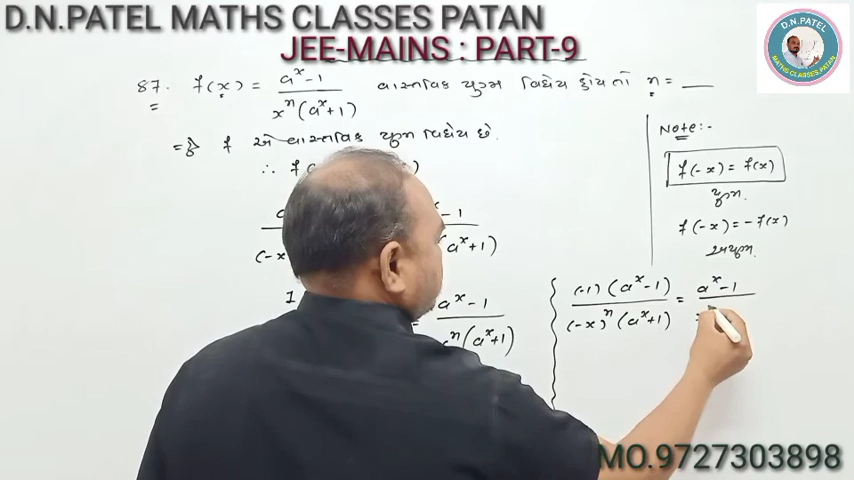 D.N.PATEL MATHS CLASSES PATAN
JEE-MAINS : PART-9
D.N.PATEL
MATHS CLASSES PATAN
87. f(x) = (a^x-1)/(x^n(a^x+1)) વાસ્તવિક યુગ્મ વિધેય હોય તો n = __
=> f એ વાસ્તવિક યુગ્મ વિધેય છે.
∴ f(
-1
(-x
(a^x+1)
1
= a^x-1
x^n(a^x+1)
(-1)(a^x-1)/((-x)^n(a^x+1)) = a^x-1
Note:-
f(-x) = f(x)
યુગ્મ.
f(-x) = -f(x)
અયુગ્મ.
MO.9727303898